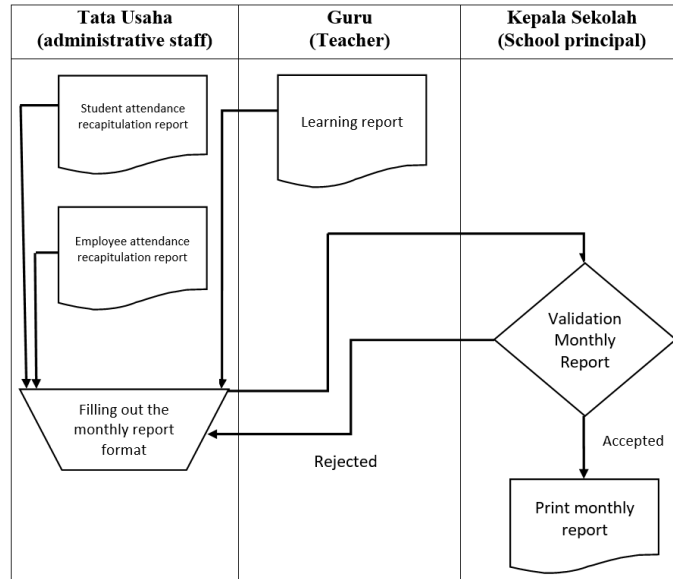 Tata Usaha
(administrative staff)
Guru
(Teacher)
Kepala Sekolah
(School principal)
Student attendance
recapitulation report
Learning report
Employee attendance
recapitulation report
Validation
Monthly
Report
Filling out the
monthly report
format
Rejected
Accepted
Print monthly
report